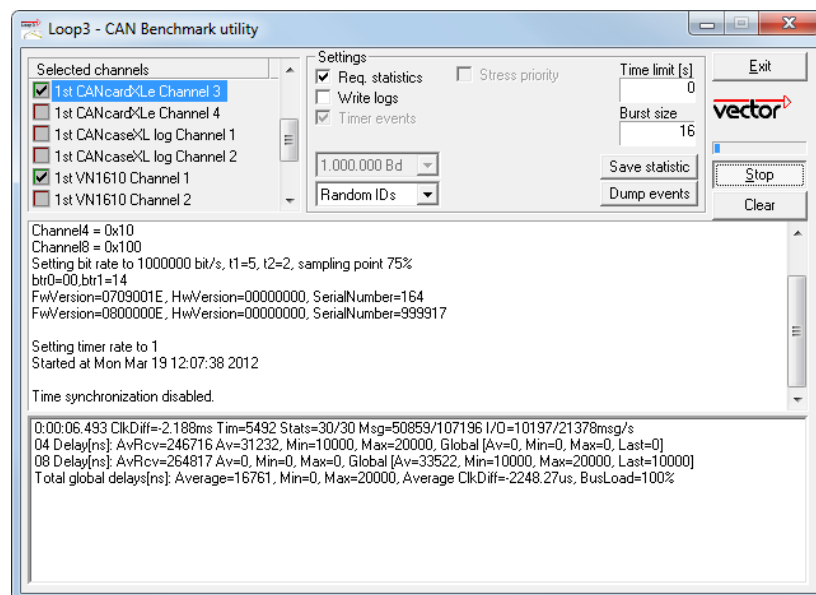 Loop3 - CAN Benchmark utility
Selected channels
1st CANcardXLe Channel 3
1st CANcardXLe Channel 4
1st CANcaseXL log Channel 1
1st CANcaseXL log Channel 2
1st VN1610 Channel 1
1st VN1610 Channel 2
Settings
Req. statistics
Write logs
Timer events
Stress priority
1.000.000 Bd
Random IDs
Time limit [s]
0
Burst size
16
Save statistic
Dump events
Exit
vector
Stop
Clear
Channel4 = 0x10
Channel8 = 0x100
Setting bit rate to 1000000 bit/s, t1=5, t2=2, sampling point 75%
btr0=00,btr1=14
FwVersion=0709001E, HwVersion=00000000, SerialNumber=164
FwVersion=0800000E, HwVersion=00000000, SerialNumber=999917
Setting timer rate to 1
Started at Mon Mar 19 12:07:38 2012
Time synchronization disabled.
0:00:06.493 ClkDiff=-2.188ms Tim=5492 Stats=30/30 Msg=50859/107196 I/O=10197/21378msg/s
04 Delay[ns]: AvRcv=246716 Av=31232, Min=10000, Max=20000, Global [Av=0, Min=0, Max=0, Last=0]
08 Delay[ns]: AvRcv=264817 Av=0, Min=0, Max=0, Global [Av=33522, Min=10000, Max=20000, Last=10000]
Total global delays[ns]: Average=16761, Min=0, Max=20000, Average ClkDiff=-2248.27us, BusLoad=100%